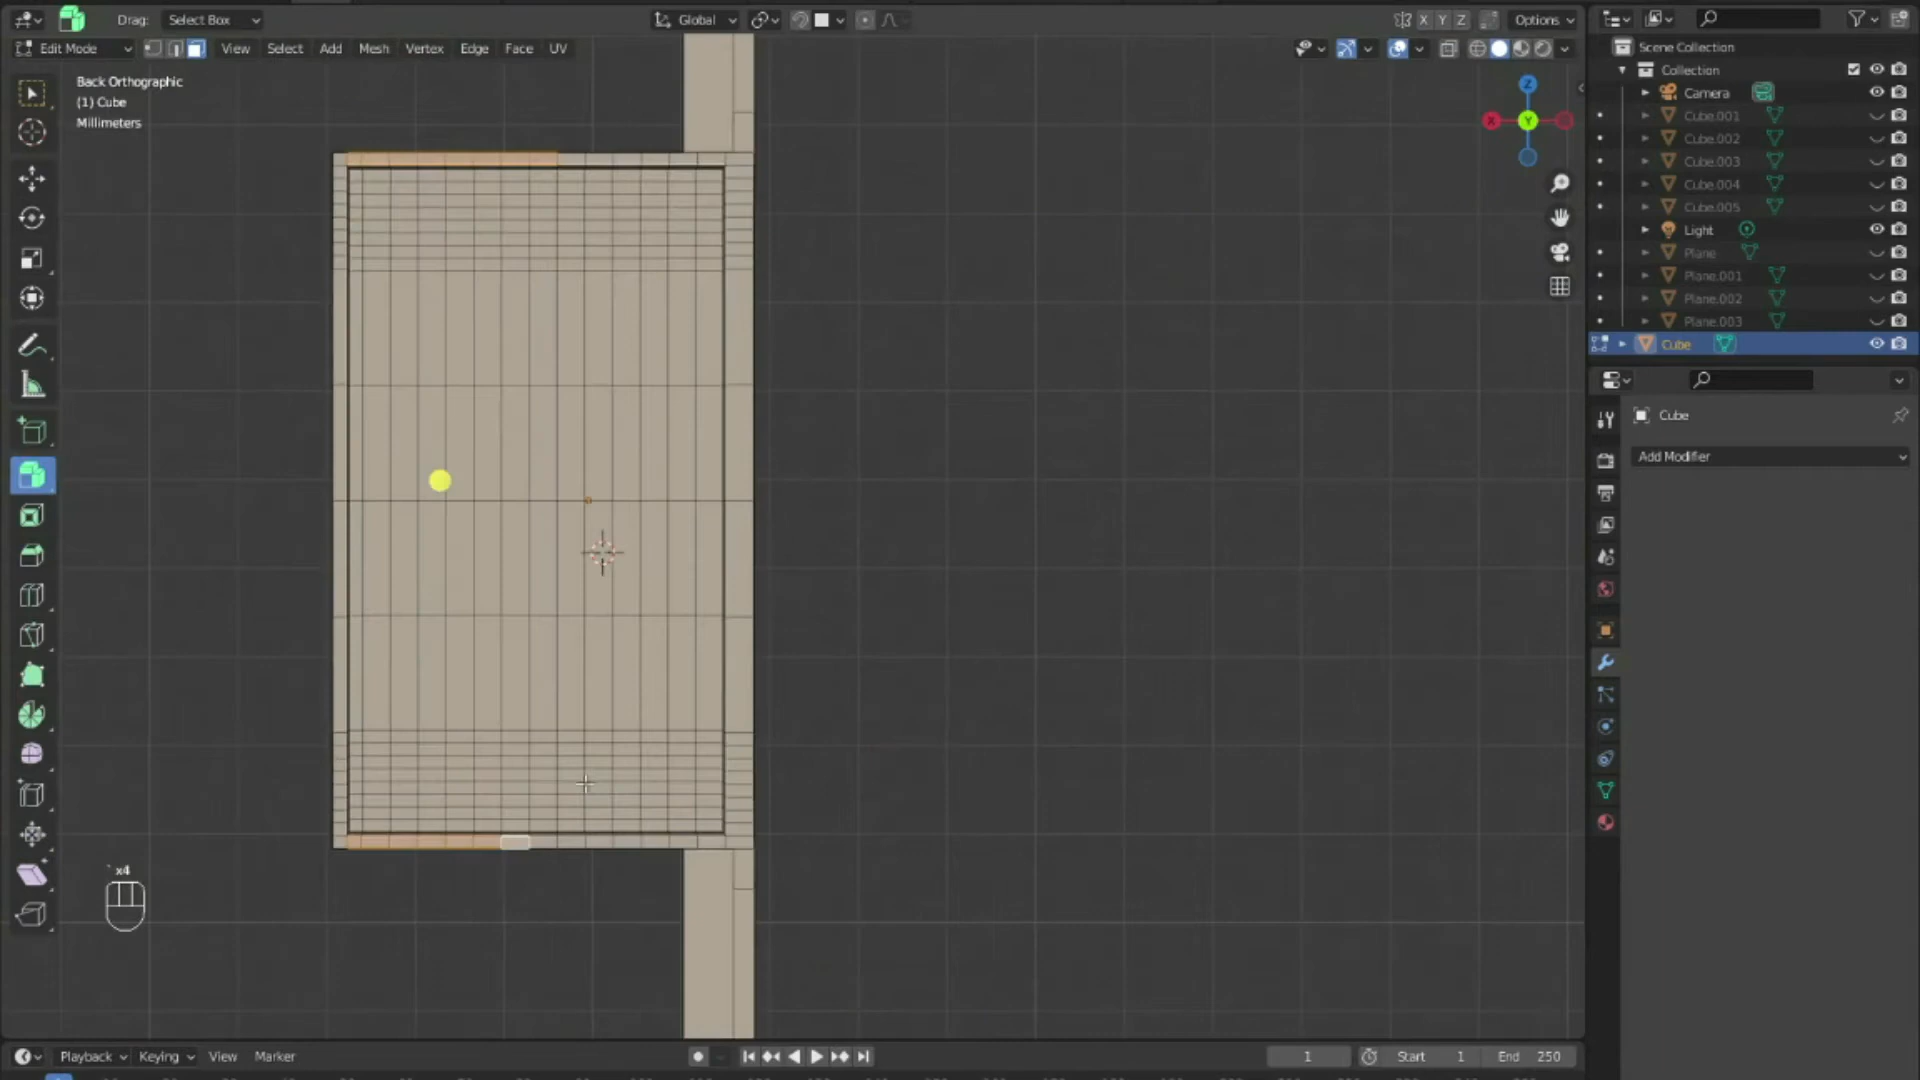 Drag: Select Box Global X Y Z Options
Edit Mode View Select Add Mesh Vertex Edge Face UV
Back Orthographic
(1) Cube
Millimeters
Z
X Y
` x4
Scene Collection
Collection
Camera
Cube.001
Cube.002
Cube.003
Cube.004
Cube.005
Light
Plane
Plane.001
Plane.002
Plane.003
Cube
Cube
Add Modifier
Playback Keying View Marker 1 Start 1 End 250